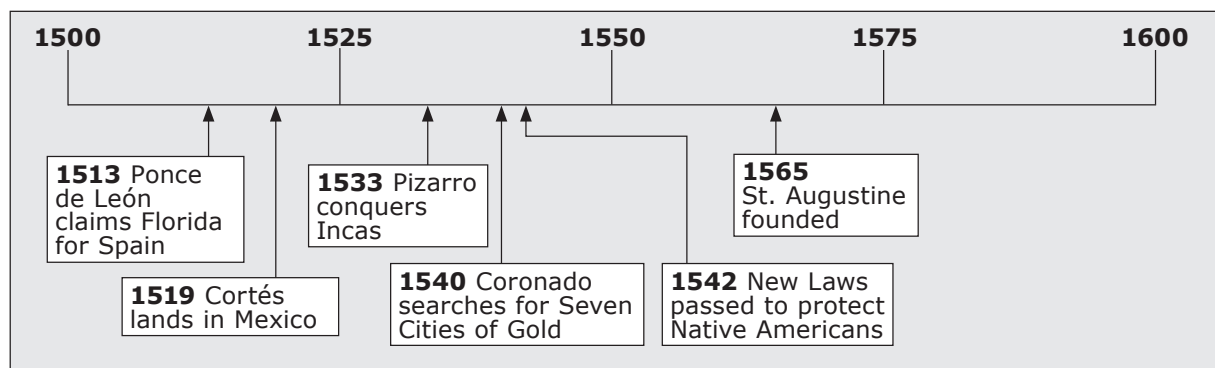 1500
1525
1550
1575
1600
1513 Ponce
de León
claims Florida
for Spain
1519 Cortés
lands in Mexico
1533 Pizarro
conquers
Incas
1540 Coronado
searches for Seven
Cities of Gold
1542 New Laws
passed to protect
Native Americans
1565
St. Augustine
founded